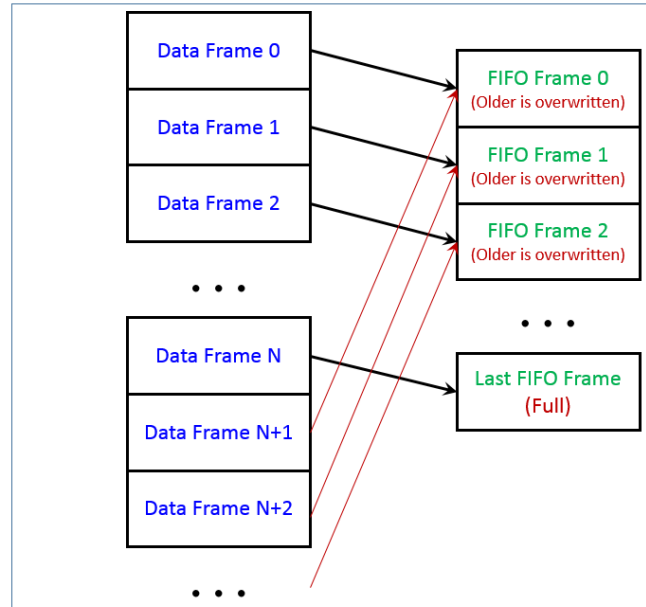 Data Frame 0
Data Frame 1
Data Frame 2
• • •
Data Frame N
Data Frame N+1
Data Frame N+2
• • •
FIFO Frame 0
(Older is overwritten)
FIFO Frame 1
(Older is overwritten)
FIFO Frame 2
(Older is overwritten)
• • •
Last FIFO Frame
(Full)